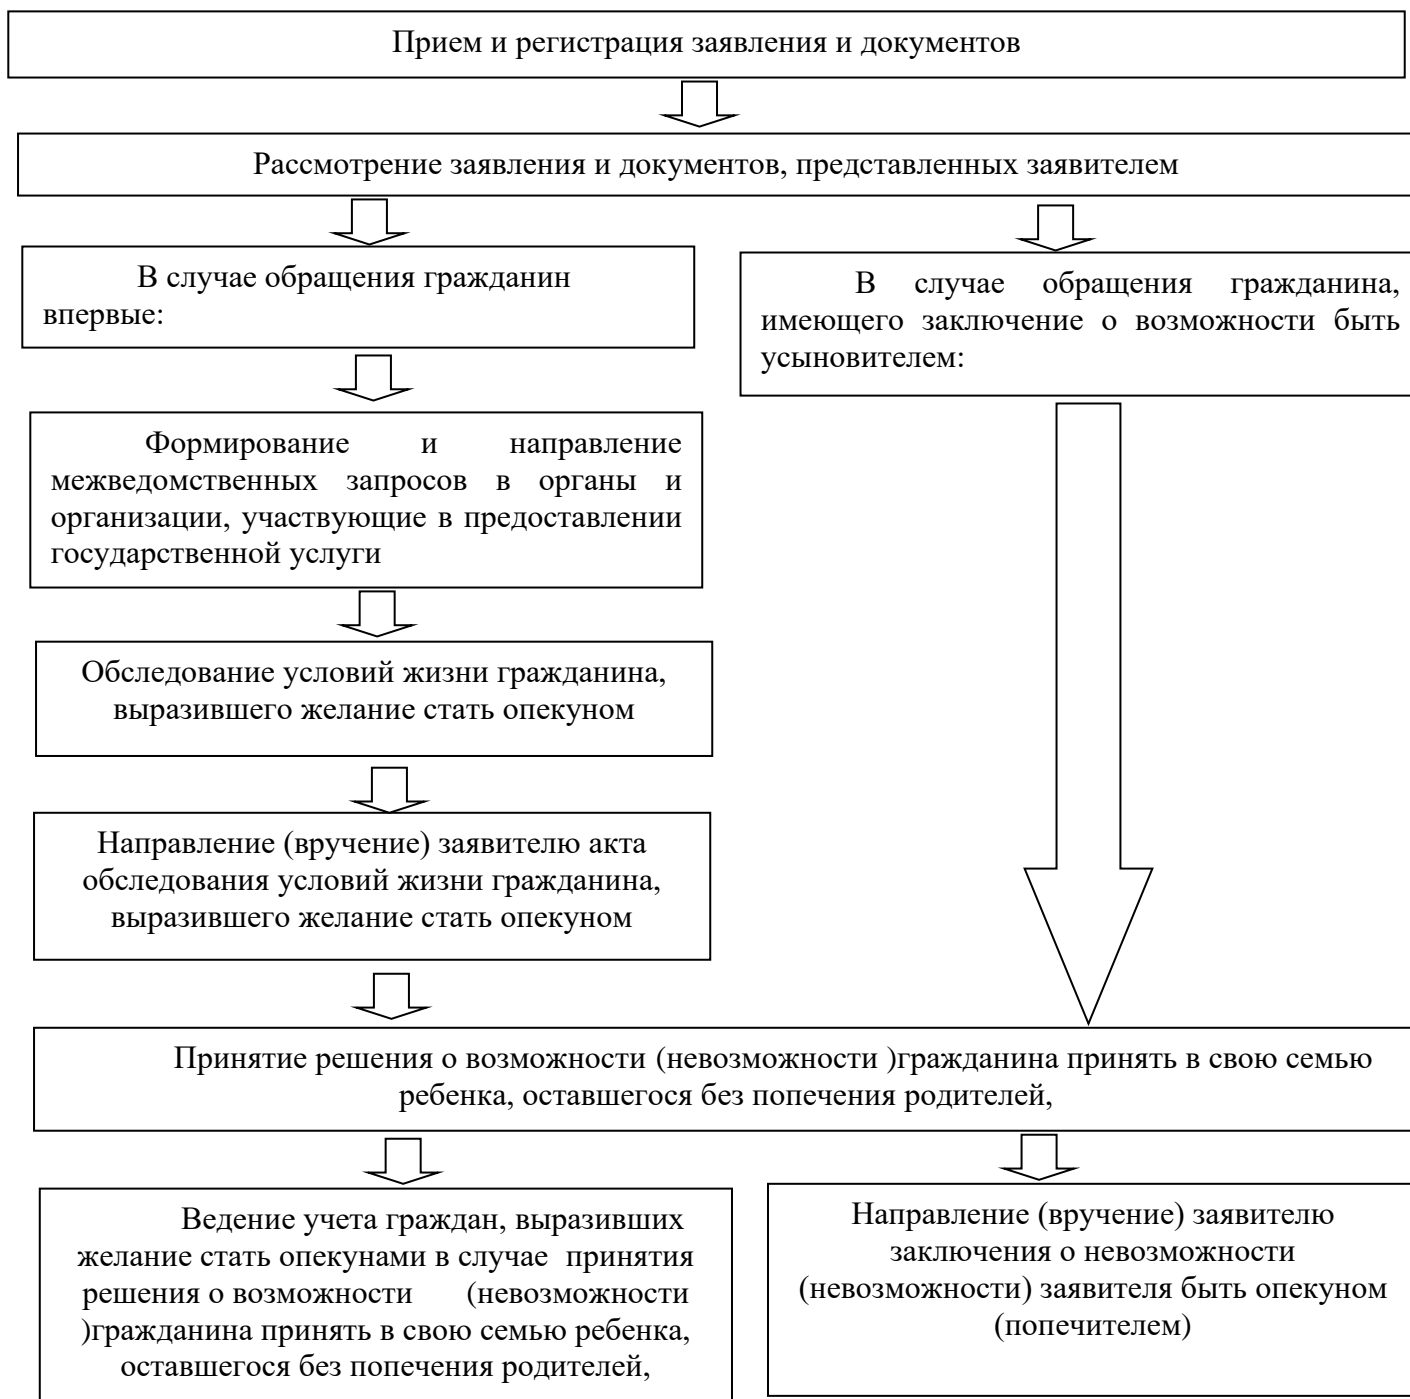 Прием и регистрация заявления и документов
Рассмотрение заявления и документов, представленных заявителем
В случае обращения гражданин
впервые:
В случае обращения гражданина,
имеющего заключение о возможности быть
усыновителем:
Формирование и направление
межведомственных запросов в органы и
организации, участвующие в предоставлении
государственной услуги
Обследование условий жизни гражданина,
выразившего желание стать опекуном
Направление (вручение) заявителю акта
обследования условий жизни гражданина,
выразившего желание стать опекуном
Принятие решения о возможности (невозможности )гражданина принять в свою семью
ребенка, оставшегося без попечения родителей,
Ведение учета граждан, выразивших
желание стать опекунами в случае принятия
решения о возможности (невозможности
)гражданина принять в свою семью ребенка,
оставшегося без попечения родителей,
Направление (вручение) заявителю
заключения о невозможности
(невозможности) заявителя быть опекуном
(попечителем)